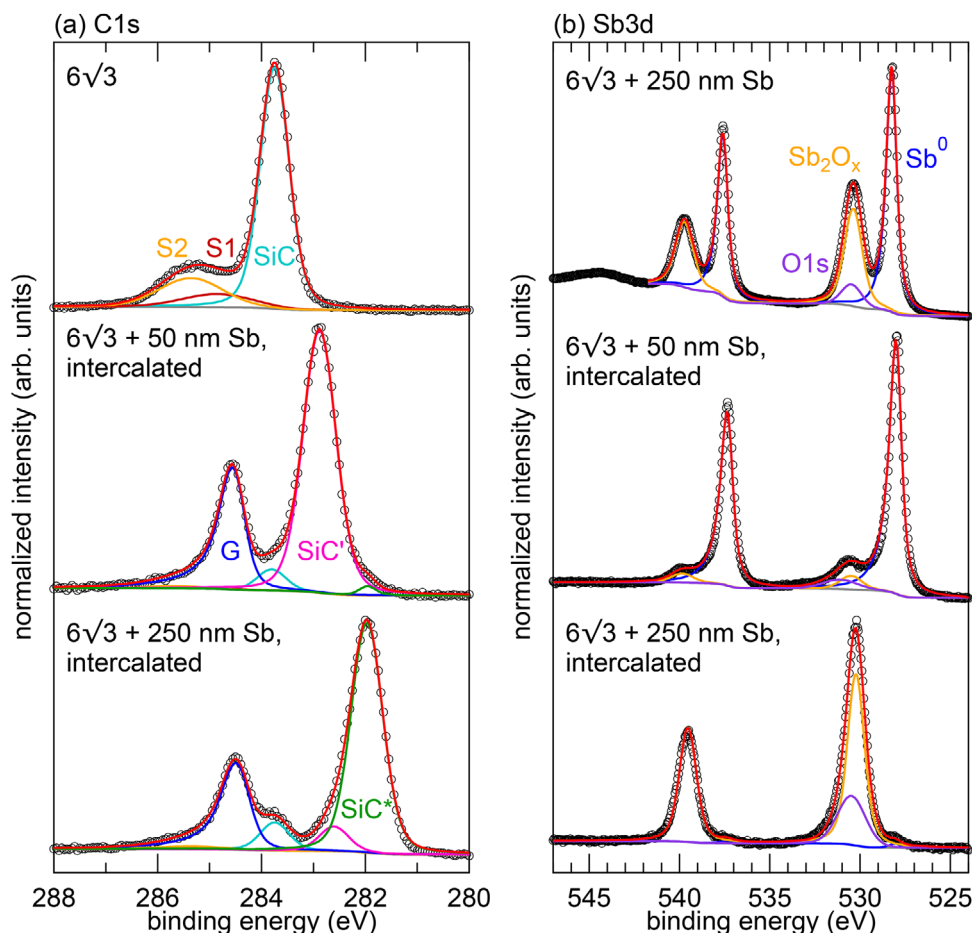 (a) C1s
normalized intensity (arb. units)
6√3
S2
S1
SiC
6√3 + 50 nm Sb,
intercalated
G
SiC'
6√3 + 250 nm Sb,
intercalated
SiC*
288
286
284
282
280
binding energy (eV)
(b) Sb3d
normalized intensity (arb. units)
6√3 + 250 nm Sb
Sb₂Oₓ
Sb⁰
O1s
6√3 + 50 nm Sb,
intercalated
6√3 + 250 nm Sb,
intercalated
545
540
535
530
525
binding energy (eV)